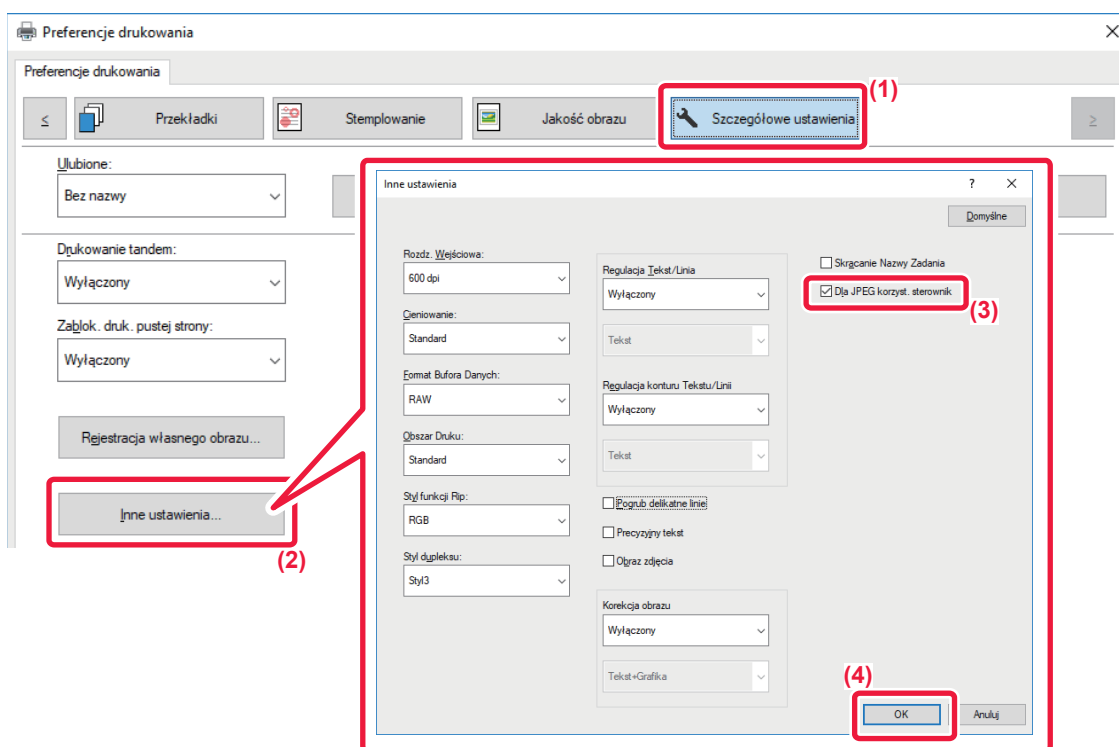 Preferencje drukowania
Preferencje drukowania
(1)
≤
Przekładki
Stemplowanie
Jakość obrazu
Szczegółowe ustawienia
≥
Ulubione:
Bez nazwy
Drukowanie tandem:
Wyłączony
Zablok. druk. pustej strony:
Wyłączony
Rejestracja własnego obrazu...
Inne ustawienia...
(2)
Inne ustawienia
?
Domyślne
Rozdz. Wejściowa:
600 dpi
Cieniowanie:
Standard
Format Bufora Danych:
RAW
Obszar Druku:
Standard
Styl funkcji Rip:
RGB
Styl dupleksu:
Styl3
Regulacja Tekst/Linia
Wyłączony
Tekst
Regulacja konturu Tekstu/Linii
Wyłączony
Tekst
Pogrub delikatne linie
Precyzyjny tekst
Obraz zdjęcia
Korekcja obrazu
Wyłączony
Tekst+Grafika
Skracanie Nazwy Zadania
Dla JPEG korzyst. sterownik
(3)
(4)
OK
Anuluj